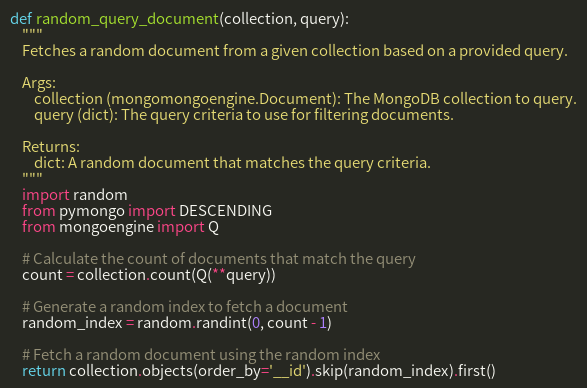 def random_query_document(collection, query):
"""
Fetches a random document from a given collection based on a provided query.
Args:
collection (mongomongoengine.Document): The MongoDB collection to query.
query (dict): The query criteria to use for filtering documents.
Returns:
dict: A random document that matches the query criteria.
"""
import random
from pymongo import DESCENDING
from mongoengine import Q
# Calculate the count of documents that match the query
count = collection.count(Q(**query))
# Generate a random index to fetch a document
random_index = random.randint(0, count - 1)
# Fetch a random document using the random index
return collection.objects(order_by='__id').skip(random_index).first()